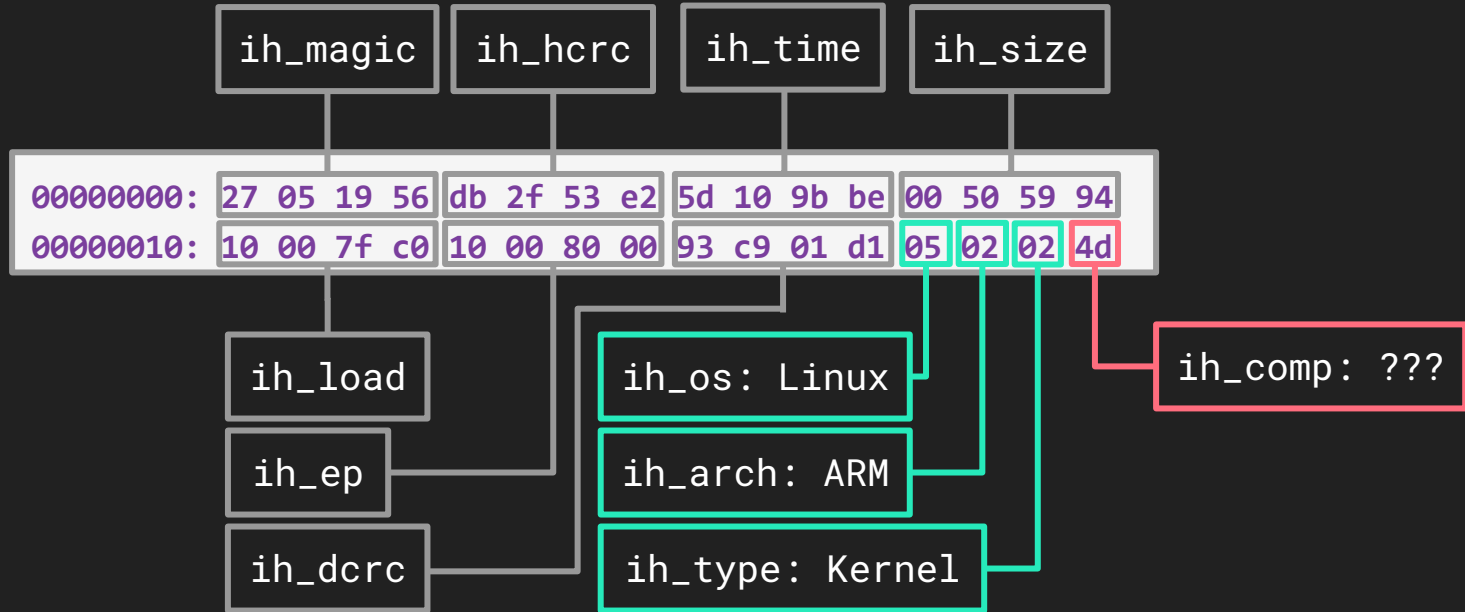 ih_magic ih_hcrc ih_time ih_size
00000000: 27 05 19 56 db 2f 53 e2 5d 10 9b be 00 50 59 94
00000010: 10 00 7f c0 10 00 80 00 93 c9 01 d1 05 02 02 4d
ih_load ih_os: Linux ih_comp: ???
ih_ep ih_arch: ARM
ih_dcrc ih_type: Kernel